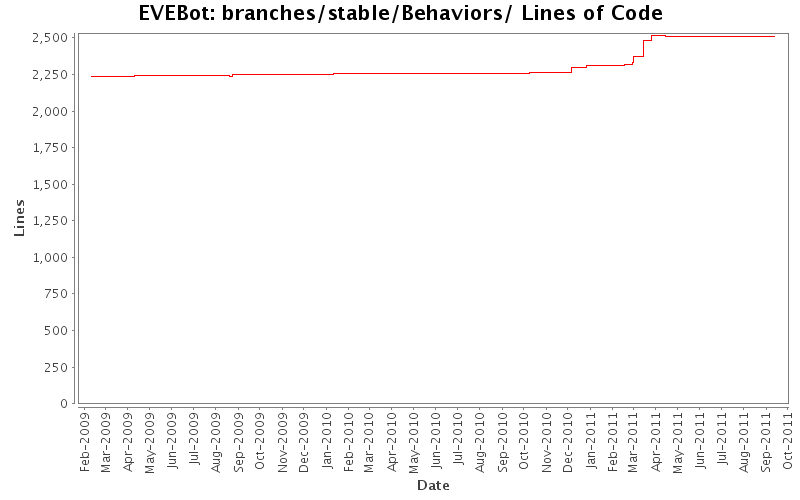 EVEBot: branches/stable/Behaviors/ Lines of Code
2,500
2,250
2,000
1,750
1,500
1,250
1,000
750
500
250
0
Lines
Feb-2009
Mar-2009
Apr-2009
May-2009
Jun-2009
Jul-2009
Aug-2009
Sep-2009
Oct-2009
Nov-2009
Dec-2009
Jan-2010
Feb-2010
Mar-2010
Apr-2010
May-2010
Jun-2010
Jul-2010
Aug-2010
Sep-2010
Oct-2010
Nov-2010
Dec-2010
Jan-2011
Feb-2011
Mar-2011
Apr-2011
May-2011
Jun-2011
Jul-2011
Aug-2011
Sep-2011
Oct-2011
Date